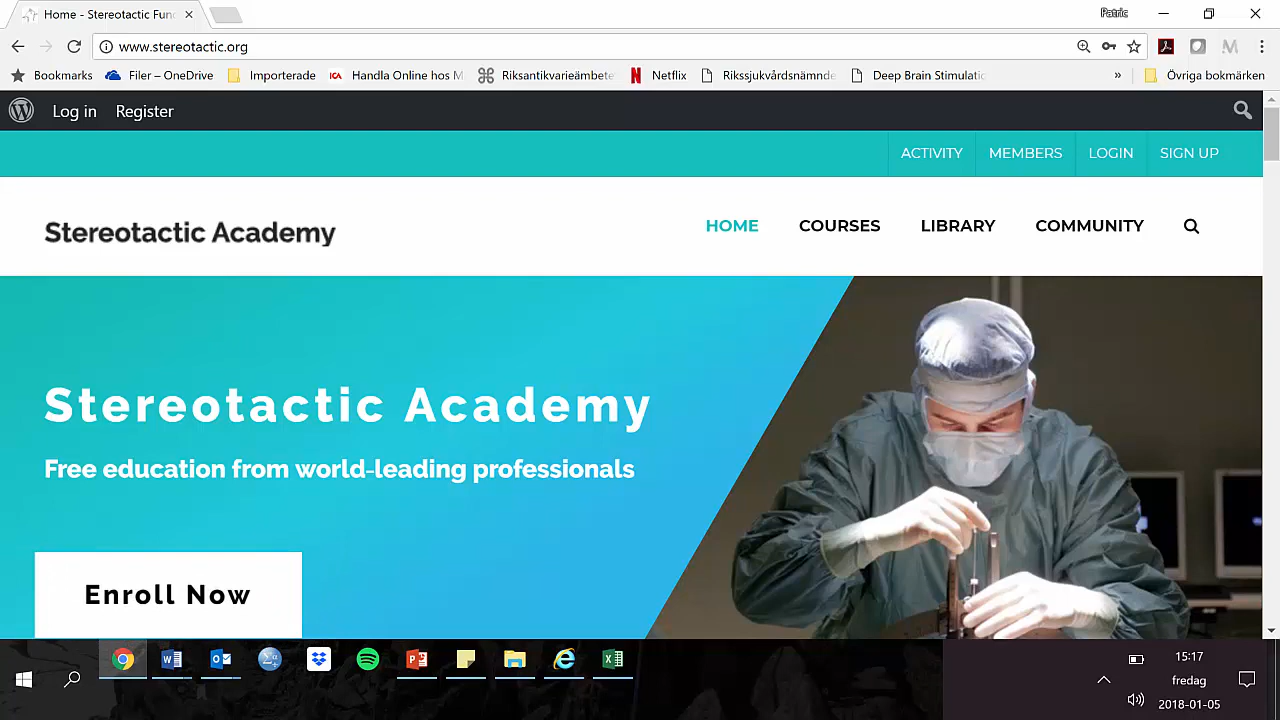 Home - Stereotactic Func
Patric
www.stereotactic.org
Bookmarks
Filer – OneDrive
Importerade
ICA
Handla Online hos M
Riksantikvarieämbete
Netflix
Rikssjukvårdsnämnde
Deep Brain Stimulatio
»
Övriga bokmärken
Log in
Register
ACTIVITY
MEMBERS
LOGIN
SIGN UP
Stereotactic Academy
HOME
COURSES
LIBRARY
COMMUNITY
Stereotactic Academy
Free education from world-leading professionals
Enroll Now
15:17
fredag
2018-01-05